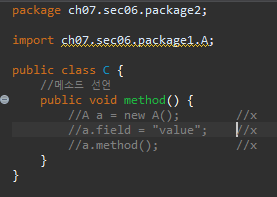 package ch07.sec06.package2;
import ch07.sec06.package1.A;
public class C {
//메소드 선언
public void method() {
//A a = new A(); //x
//a.field = "value"; //x
//a.method(); //x
}
}